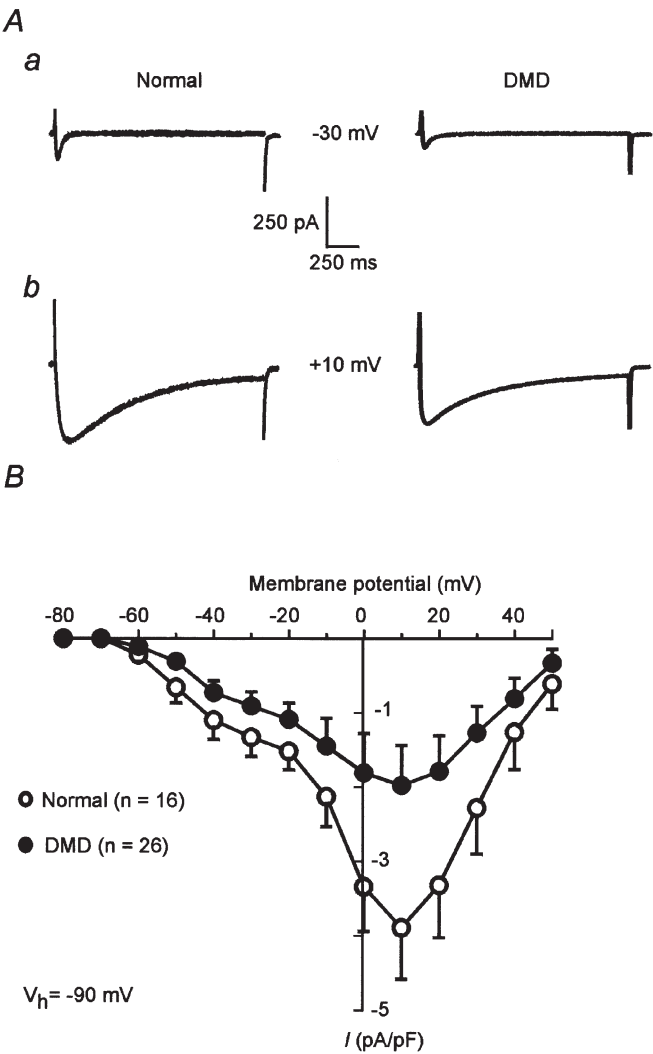 A
a
Normal DMD
-30 mV
250 pA
250 ms
b
+10 mV
B
Membrane potential (mV)
-80 -60 -40 -20 0 20 40
-1
Normal (n = 16)
DMD (n = 26)
-3
Vh= -90 mV
-5
I (pA/pF)